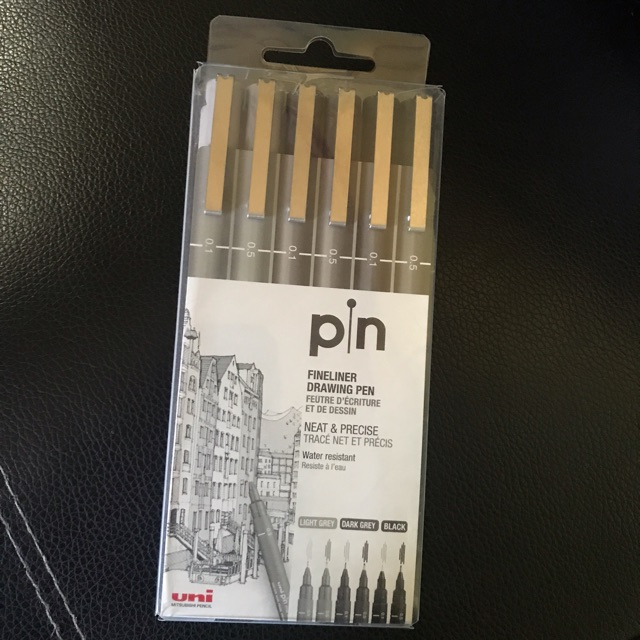 0.1
0.5
0.1
0.5
0.1
0.5
pin
FINELINER
DRAWING PEN
FEUTRE D'ÉCRITURE
ET DE DESSIN
NEAT & PRECISE
TRACÉ NET ET PRÉCIS
Water resistant
Resiste à l'eau
LIGHT GREY
DARK GREY
BLACK
uni
MITSUBISHI PENCIL